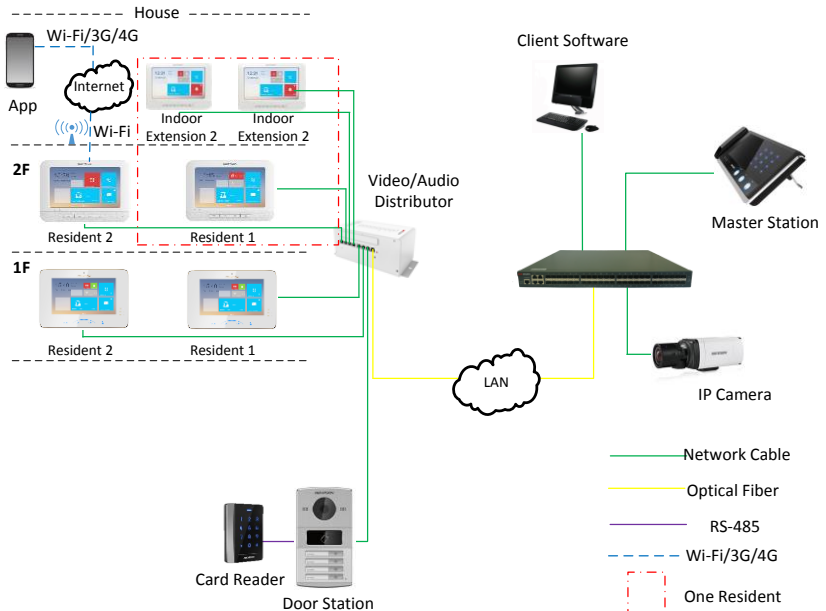 House
Wi-Fi/3G/4G
Internet
App
Wi-Fi
Indoor
Extension 2
Indoor
Extension 2
2F
Resident 2
Resident 1
1F
Resident 2
Resident 1
Video/Audio
Distributor
Client Software
Master Station
IP Camera
LAN
Card Reader
Door Station
Network Cable
Optical Fiber
RS-485
Wi-Fi/3G/4G
One Resident